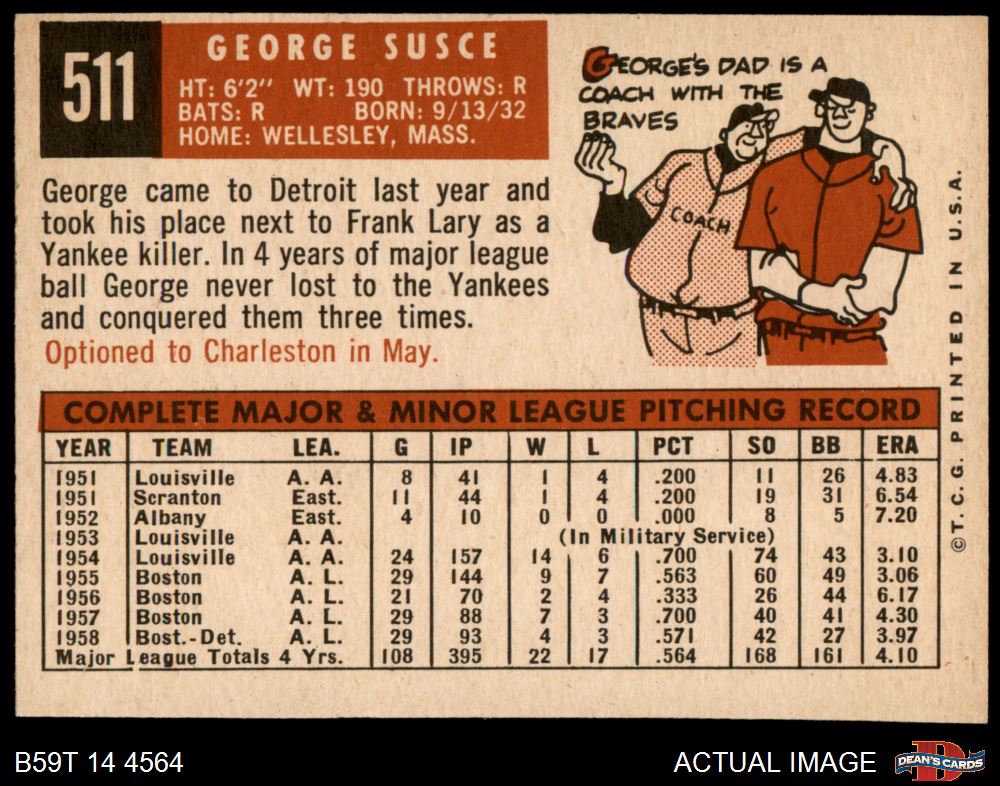 511
GEORGE SUSCE
HT: 6'2" WT: 190 THROWS: R
BATS: R BORN: 9/13/32
HOME: WELLESLEY, MASS.
GEORGE'S DAD IS A
COACH WITH THE
BRAVES
COACH
George came to Detroit last year and
took his place next to Frank Lary as a
Yankee killer. In 4 years of major league
ball George never lost to the Yankees
and conquered them three times.
Optioned to Charleston in May.
COMPLETE MAJOR & MINOR LEAGUE PITCHING RECORD
YEAR TEAM LEA. G IP W L PCT SO BB ERA
1951 Louisville A. A. 8 41 1 4 .200 11 26 4.83
1951 Scranton East. 11 44 1 4 .200 19 31 6.54
1952 Albany East. 4 10 0 0 .000 8 5 7.20
1953 Louisville A. A. (In Military Service)
1954 Louisville A. A. 24 157 14 6 .700 74 43 3.10
1955 Boston A. L. 29 144 9 7 .563 60 49 3.06
1956 Boston A. L. 21 70 2 4 .333 26 44 6.17
1957 Boston A. L. 29 88 7 3 .700 40 41 4.30
1958 Bost.-Det. A. L. 29 93 4 3 .571 42 27 3.97
Major League Totals 4 Yrs. 108 395 22 17 .564 168 161 4.10
©T. C. G. PRINTED IN U.S.A.
B59T 14 4564
ACTUAL IMAGE
DEAN'S CARDS